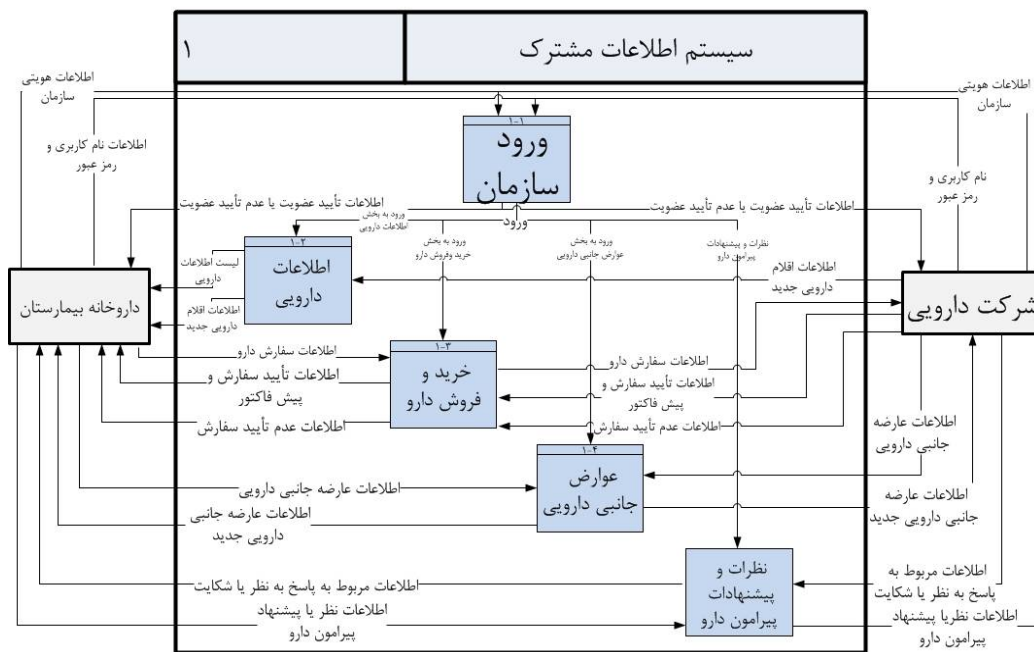 سیستم اطلاعات مشترک
۱
اطلاعات هویتی
سازمان
اطلاعات هویتی
سازمان
۱-۱
ورود
سازمان
نام کاربری و
رمز عبور
اطلاعات نام کاربری و
رمز عبور
اطلاعات تأیید عضویت یا عدم تأیید عضویت
اطلاعات تأیید عضویت یا عدم تأیید عضویت
ورود
نظرات و پیشنهادات
پیرامون دارو
ورود به بخش
عوارض جانبی دارویی
ورود به بخش
خرید وفروش دارو
ورود به بخش
اطلاعات دارویی
۱-۲
اطلاعات
دارویی
لیست اطلاعات
دارویی
اطلاعات اقلام
دارویی جدید
اطلاعات اقلام
دارویی جدید
شرکت دارویی
داروخانه بیمارستان
۱-۳
خرید و
فروش دارو
اطلاعات سفارش دارو
اطلاعات تأیید سفارش و
پیش فاکتور
اطلاعات عدم تأیید سفارش
اطلاعات سفارش دارو
اطلاعات تأیید سفارش و
پیش فاکتور
اطلاعات عدم تأیید سفارش
۱-۴
عوارض
جانبی دارویی
اطلاعات عارضه
جانبی دارویی
اطلاعات عارضه
جانبی دارویی جدید
اطلاعات عارضه جانبی دارویی
اطلاعات عارضه جانبی
دارویی جدید
نظرات و
پیشنهادات
پیرامون دارو
اطلاعات مربوط به
پاسخ به نظر یا شکایت
اطلاعات نظریا پیشنهاد
پیرامون دارو
اطلاعات مربوط به پاسخ به نظر یا شکایت
اطلاعات نظر یا پیشنهاد
پیرامون دارو